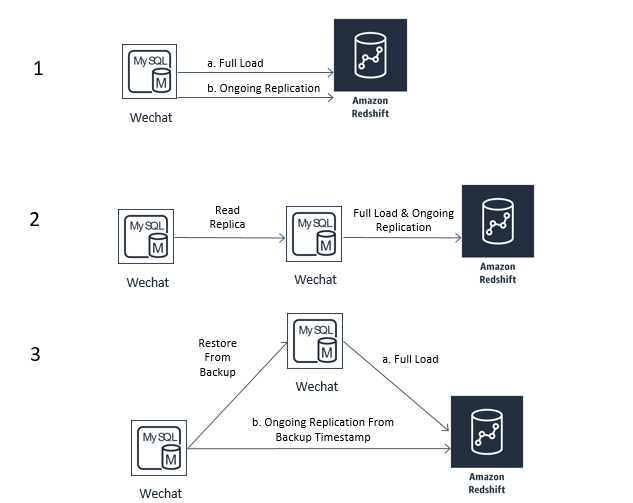 1
MySQL
M
Wechat
a. Full Load
b. Ongoing Replication
Amazon
Redshift
2
MySQL
M
Wechat
Read
Replica
MySQL
M
Wechat
Full Load & Ongoing
Replication
Amazon
Redshift
3
Restore
From
Backup
MySQL
M
Wechat
a. Full Load
MySQL
M
Wechat
b. Ongoing Replication From
Backup Timestamp
Amazon
Redshift